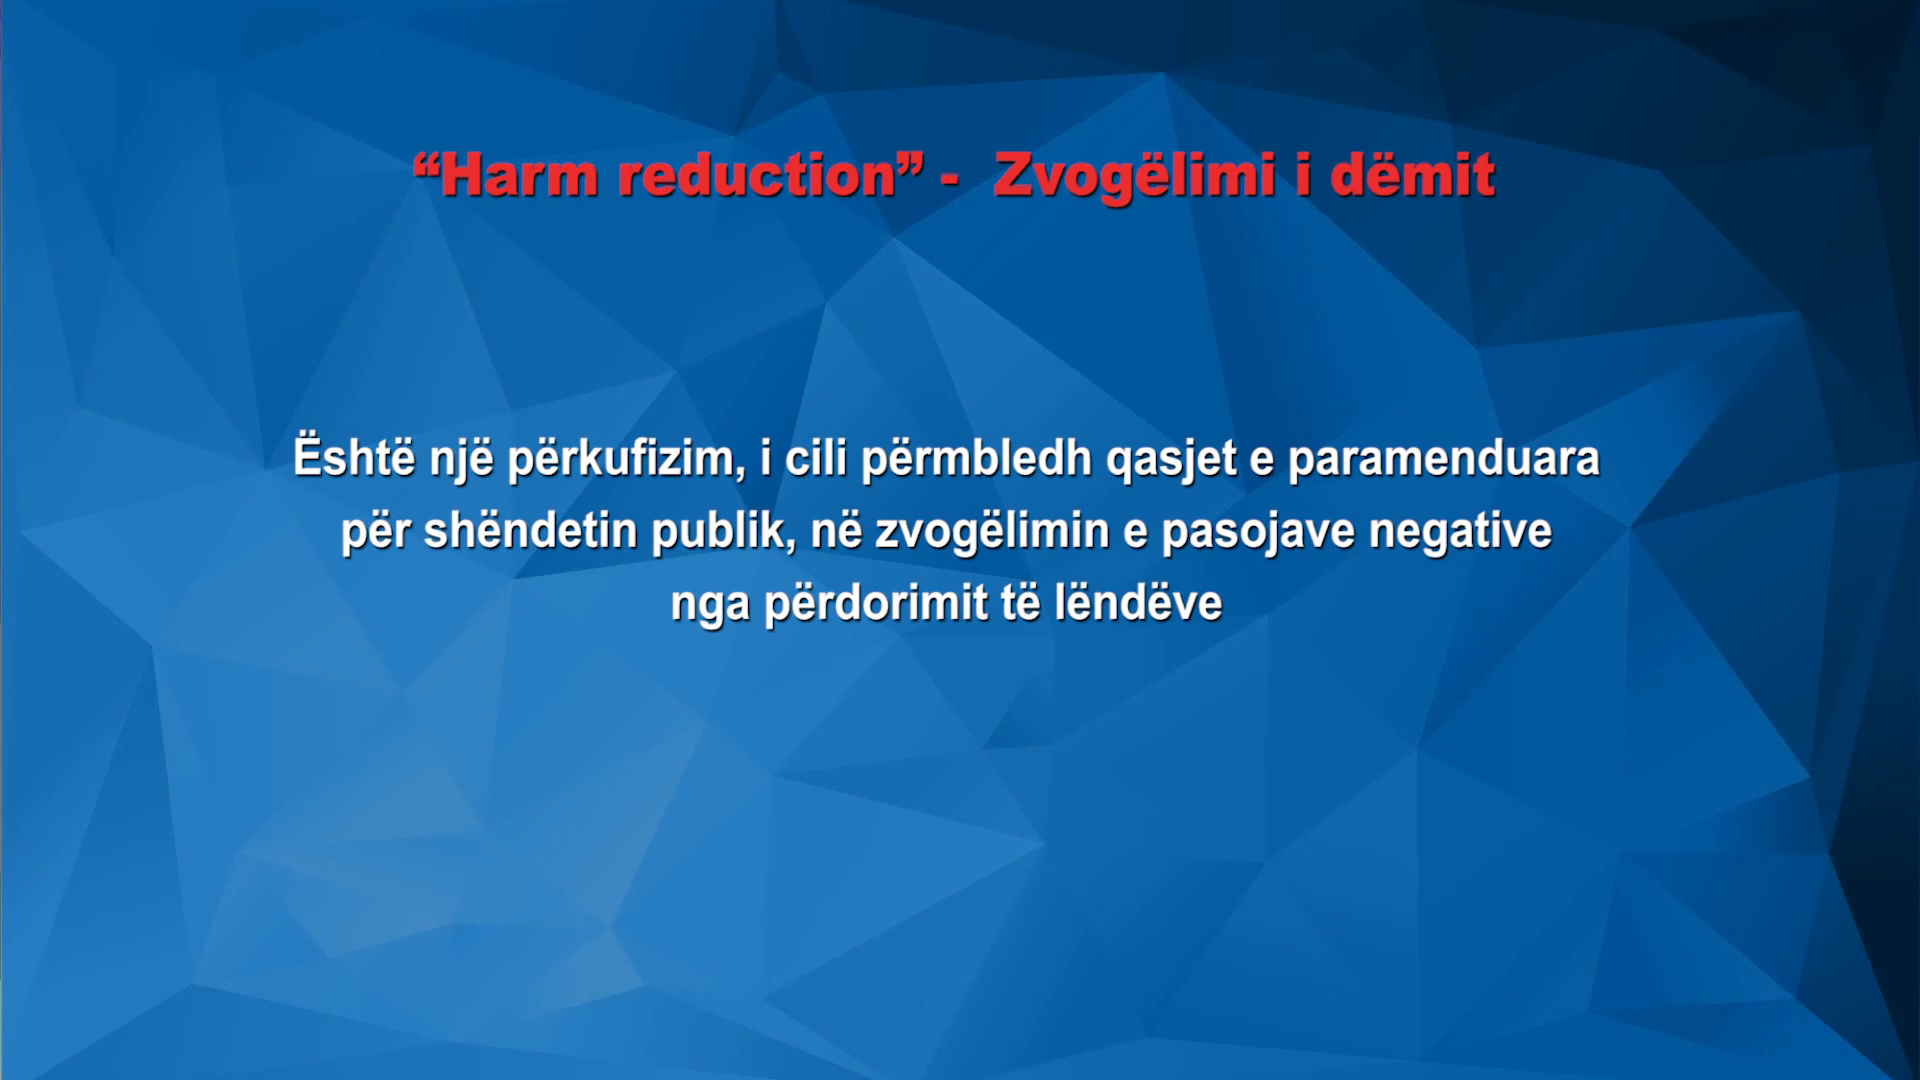 “Harm reduction” - Zvogëlimi i dëmit
Është një përkufizim, i cili përmbledh qasjet e paramenduara
për shëndetin publik, në zvogëlimin e pasojave negative
nga përdorimit të lëndëve